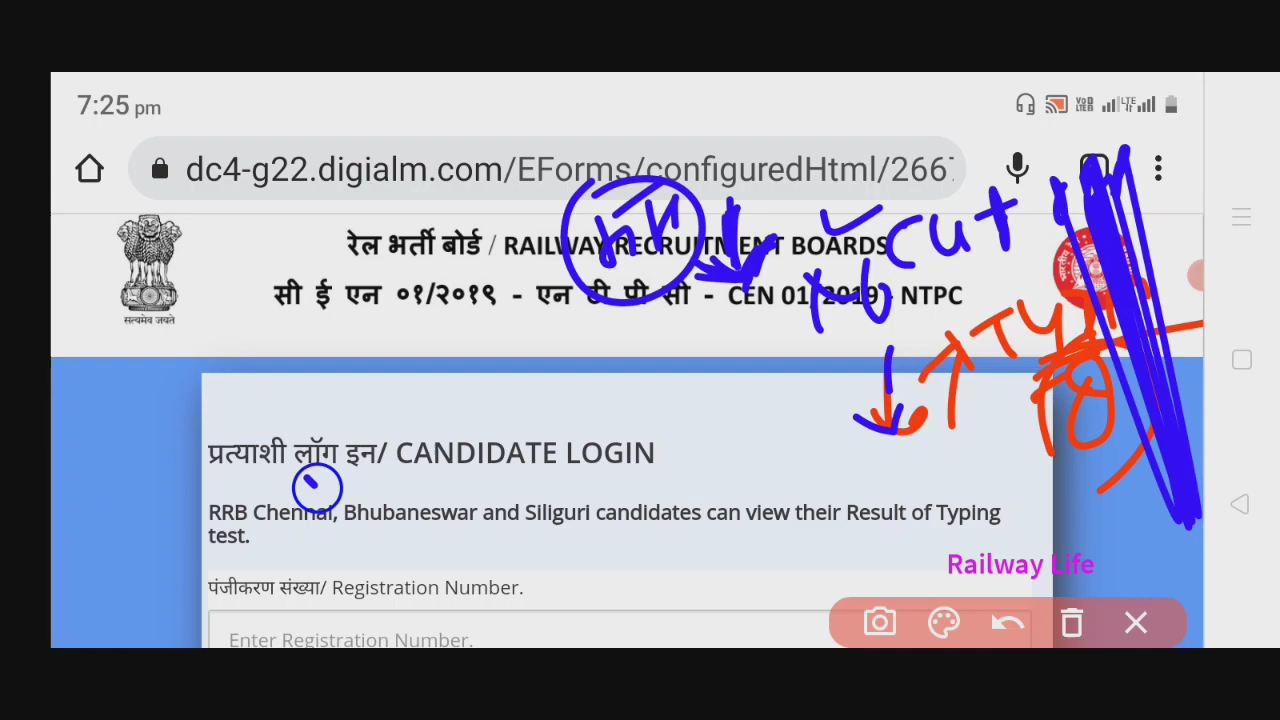 7:25 pm
dc4-g22.digialm.com/EForms/configuredHtml/2667
रेल भर्ती बोर्ड / RAILWAY RECRUITMENT BOARDS
cut
सी ई एन ०१/२०१९ - एन टी पी सी - CEN 01/2019 - NTPC
सत्यमेव जयते
प्रत्याशी लॉग इन/ CANDIDATE LOGIN
RRB Chennai, Bhubaneswar and Siliguri candidates can view their Result of Typing
test.
Railway Life
पंजीकरण संख्या/ Registration Number.
Enter Registration Number.